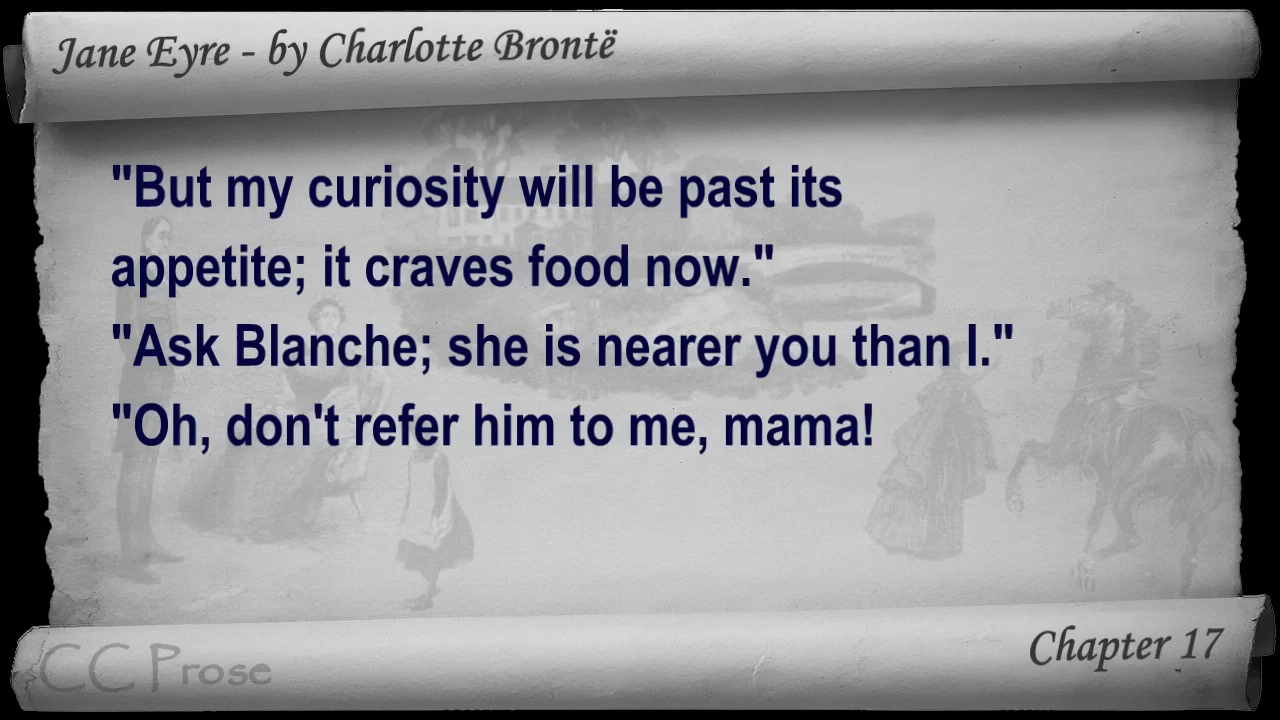 Jane Eyre - by Charlotte Brontë
"But my curiosity will be past its
appetite; it craves food now."
"Ask Blanche; she is nearer you than I."
"Oh, don't refer him to me, mama!
CC Prose
Chapter 17